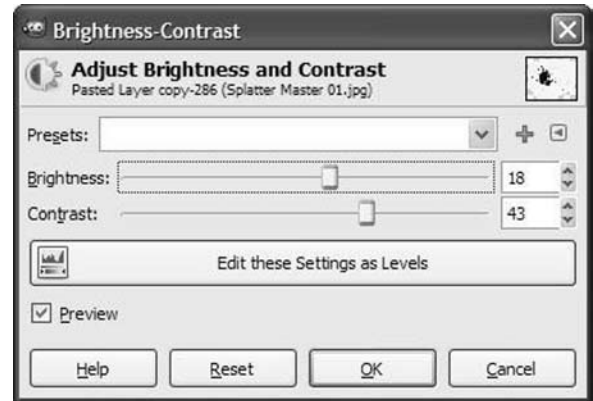 Brightness-Contrast
Adjust Brightness and Contrast
Pasted Layer copy-286 (Splatter Master 01.jpg)
Presets:
Brightness: 18
Contrast: 43
Edit these Settings as Levels
Preview
Help Reset OK Cancel